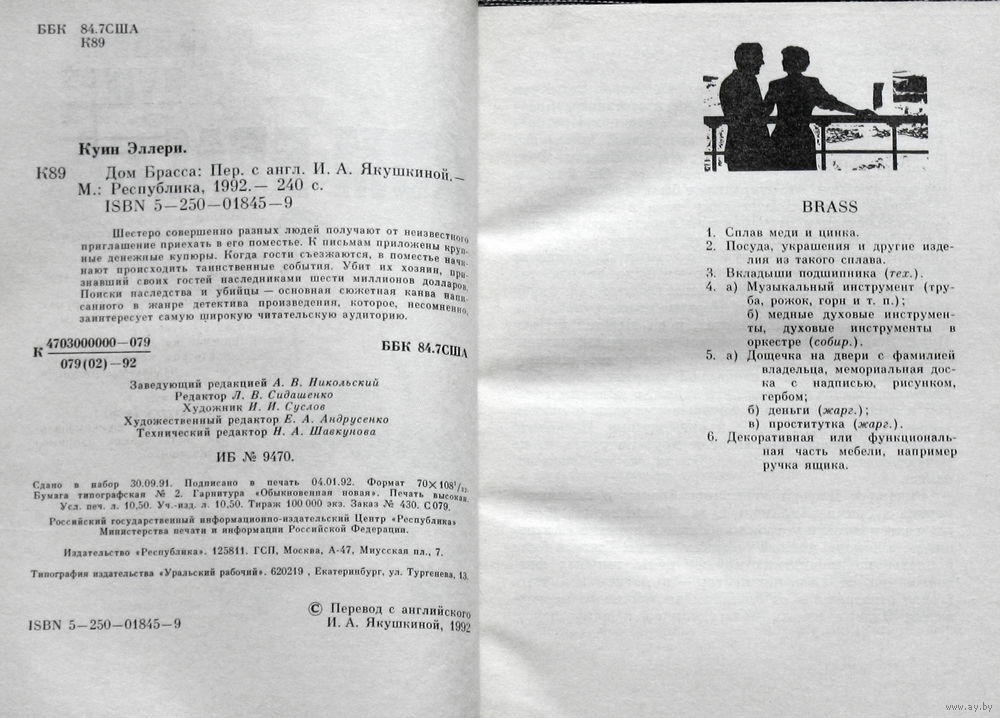 ББК 84.7США
К89
Куин Эллери.
К89 Дом Брасса: Пер. с англ. И. А. Якушкиной.—
М.: Республика, 1992.— 240 с.
ISBN 5—250—01845—9
Шестеро совершенно разных людей получают от неизвестного
приглашение приехать в его поместье. К письмам приложены круп-
ные денежные купюры. Когда гости съезжаются, в поместье начи-
нают происходить таинственные события. Убит их хозяин, при-
знавший своих гостей наследниками шести миллионов долларов.
Поиски наследства и убийцы — основная сюжетная канва напи-
санного в жанре детектива произведения, которое, несомненно,
заинтересует самую широкую читательскую аудиторию.
К 4703000000—079
079(02)—92
ББК 84.7США
Заведующий редакцией А. В. Никольский
Редактор Л. В. Сидашенко
Художник И. И. Суслов
Художественный редактор Е. А. Андрусенко
Технический редактор Н. А. Шавкунова
ИБ № 9470.
Сдано в набор 30.09.91. Подписано в печать 04.01.92. Формат 70×108¹/₃₂.
Бумага типографская № 2. Гарнитура «Обыкновенная новая». Печать высокая.
Усл. печ. л. 10,50. Уч.-изд. л. 10,50. Тираж 100 000 экз. Заказ № 430. С 079.
Российский государственный информационно-издательский Центр «Республика»
Министерства печати и информации Российской Федерации.
Издательство «Республика». 125811. ГСП, Москва, А-47, Миусская пл., 7.
Типография издательства «Уральский рабочий». 620219, Екатеринбург, ул. Тургенева, 13.
ISBN 5—250—01845—9
© Перевод с английского
И. А. Якушкиной, 1992
BRASS
1. Сплав меди и цинка.
2. Посуда, украшения и другие изде-
лия из такого сплава.
3. Вкладыши подшипника (тех.).
4. а) Музыкальный инструмент (тру-
ба, рожок, горн и т. п.);
б) медные духовые инструмен-
ты, духовые инструменты в
оркестре (собир.).
5. а) Дощечка на двери с фамилией
владельца, мемориальная дос-
ка с надписью, рисунком,
гербом;
б) деньги (жарг.);
в) проститутка (жарг.).
6. Декоративная или функциональ-
ная часть мебели, например
ручка ящика.
www.ay.by